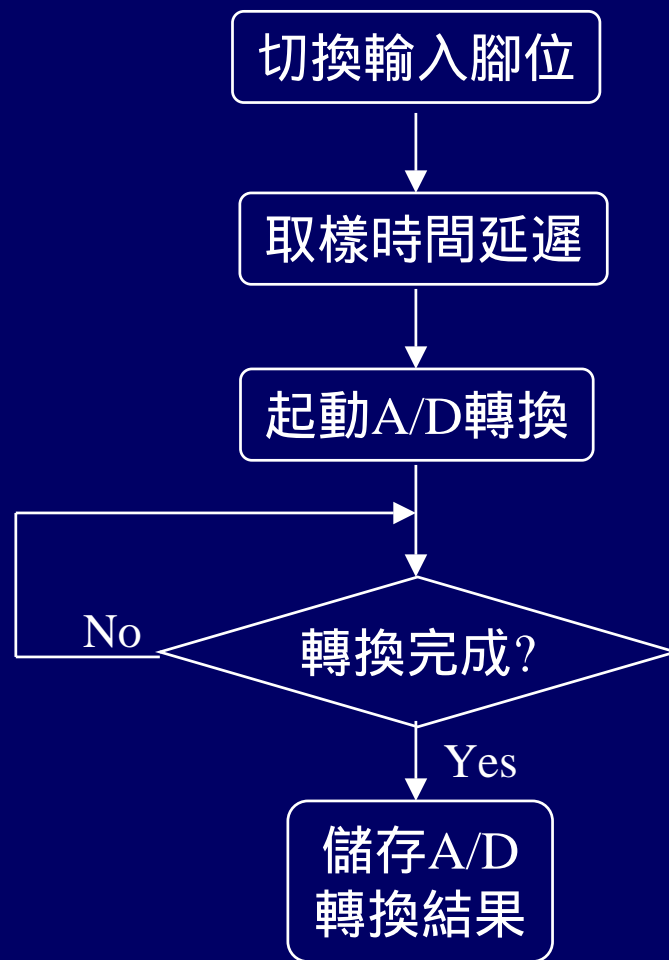 切換輸入腳位
取樣時間延遲
起動A/D轉換
No
轉換完成?
Yes
儲存A/D
轉換結果